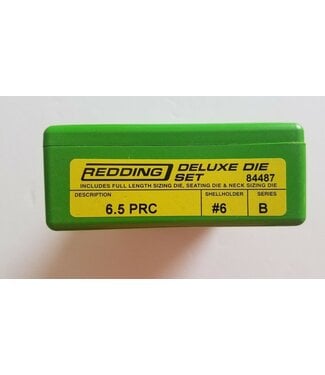 REDDING DELUXE DIE SET 84487
INCLUDES FULL LENGTH SIZING DIE, SEATING DIE & NECK SIZING DIE
DESCRIPTION SHELLHOLDER SERIES
6.5 PRC #6 B